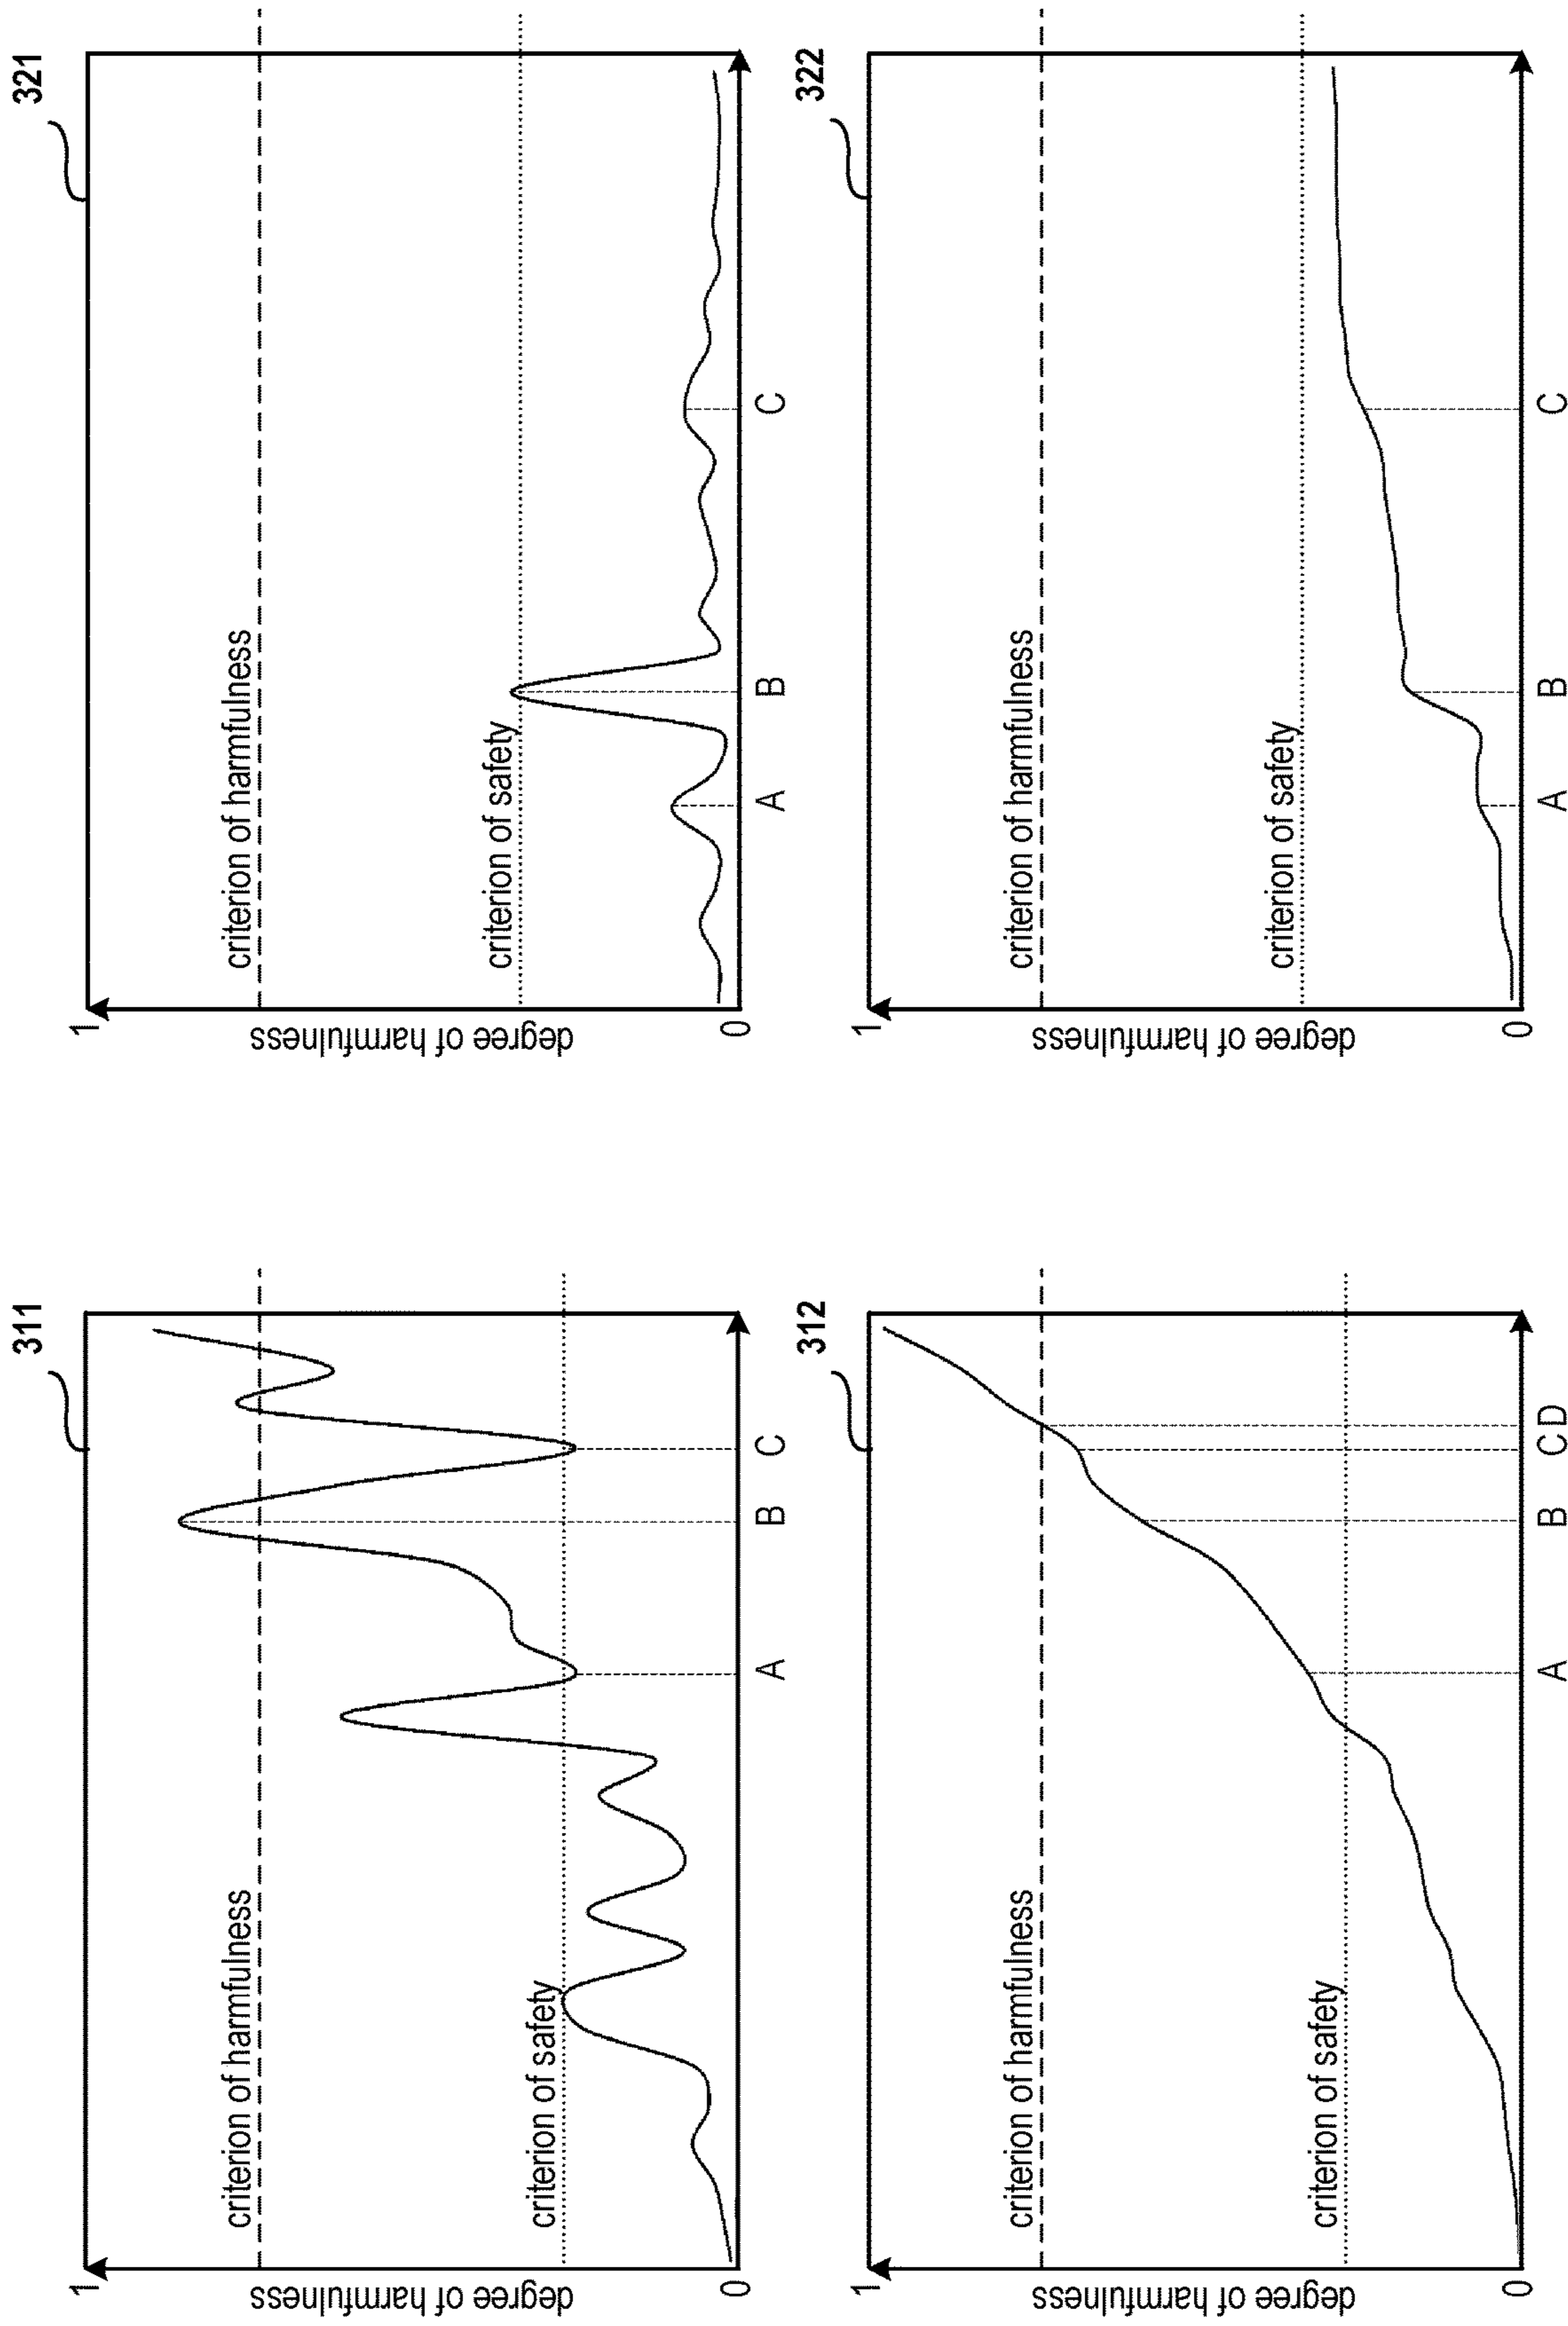 311
1
degree of harmfulness
0
criterion of harmfulness
criterion of safety
A
B
C
321
1
degree of harmfulness
0
criterion of harmfulness
criterion of safety
A
B
C
312
1
degree of harmfulness
0
criterion of harmfulness
criterion of safety
A
B
C D
322
1
degree of harmfulness
0
criterion of harmfulness
criterion of safety
A
B
C